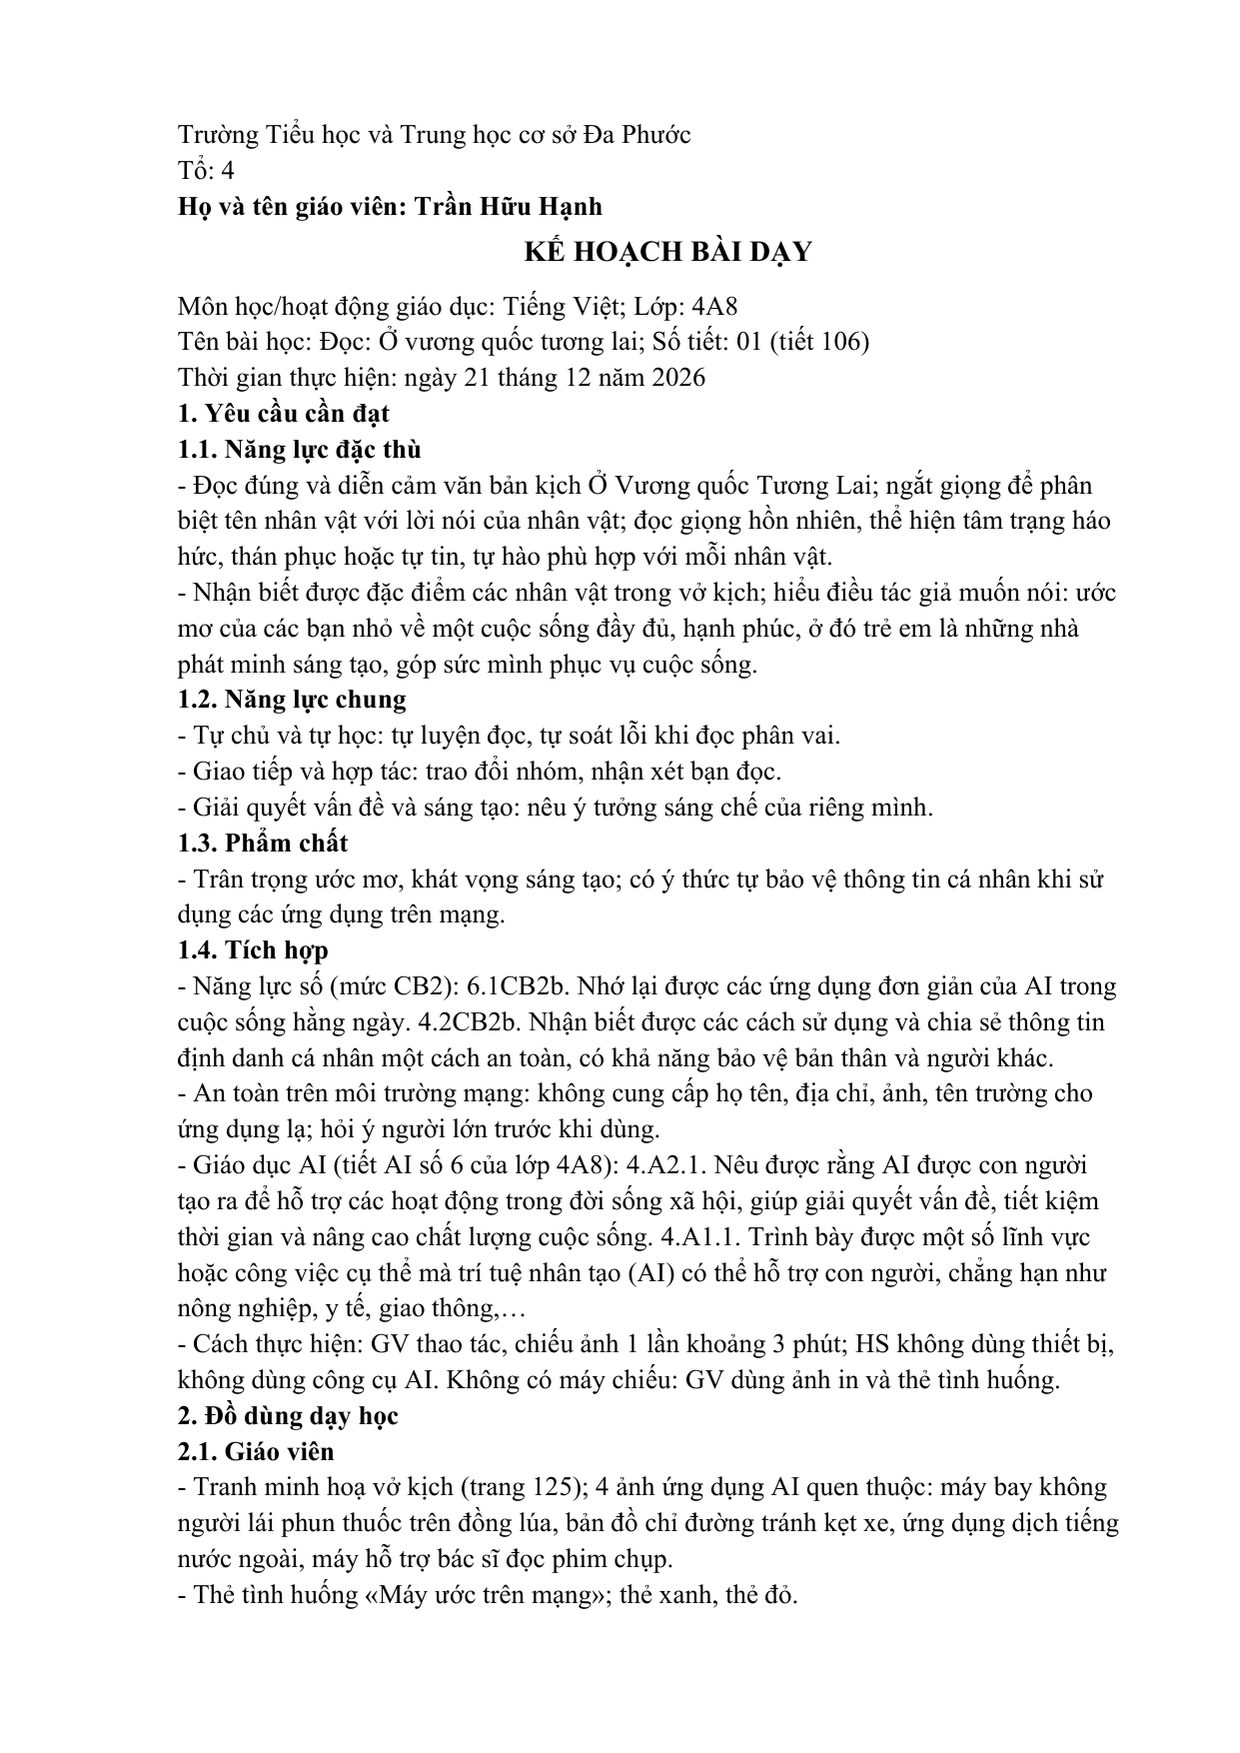 Trường Tiểu học và Trung học cơ sở Đa Phước
Tổ: 4
Họ và tên giáo viên: Trần Hữu Hạnh
KẾ HOẠCH BÀI DẠY
Môn học/hoạt động giáo dục: Tiếng Việt; Lớp: 4A8
Tên bài học: Đọc: Ở vương quốc tương lai; Số tiết: 01 (tiết 106)
Thời gian thực hiện: ngày 21 tháng 12 năm 2026
1. Yêu cầu cần đạt
1.1. Năng lực đặc thù
- Đọc đúng và diễn cảm văn bản kịch Ở Vương quốc Tương Lai; ngắt giọng để phân
biệt tên nhân vật với lời nói của nhân vật; đọc giọng hồn nhiên, thể hiện tâm trạng háo
hức, thán phục hoặc tự tin, tự hào phù hợp với mỗi nhân vật.
- Nhận biết được đặc điểm các nhân vật trong vở kịch; hiểu điều tác giả muốn nói: ước
mơ của các bạn nhỏ về một cuộc sống đầy đủ, hạnh phúc, ở đó trẻ em là những nhà
phát minh sáng tạo, góp sức mình phục vụ cuộc sống.
1.2. Năng lực chung
- Tự chủ và tự học: tự luyện đọc, tự soát lỗi khi đọc phân vai.
- Giao tiếp và hợp tác: trao đổi nhóm, nhận xét bạn đọc.
- Giải quyết vấn đề và sáng tạo: nêu ý tưởng sáng chế của riêng mình.
1.3. Phẩm chất
- Trân trọng ước mơ, khát vọng sáng tạo; có ý thức tự bảo vệ thông tin cá nhân khi sử
dụng các ứng dụng trên mạng.
1.4. Tích hợp
- Năng lực số (mức CB2): 6.1CB2b. Nhớ lại được các ứng dụng đơn giản của AI trong
cuộc sống hằng ngày. 4.2CB2b. Nhận biết được các cách sử dụng và chia sẻ thông tin
định danh cá nhân một cách an toàn, có khả năng bảo vệ bản thân và người khác.
- An toàn trên môi trường mạng: không cung cấp họ tên, địa chỉ, ảnh, tên trường cho
ứng dụng lạ; hỏi ý người lớn trước khi dùng.
- Giáo dục AI (tiết AI số 6 của lớp 4A8): 4.A2.1. Nêu được rằng AI được con người
tạo ra để hỗ trợ các hoạt động trong đời sống xã hội, giúp giải quyết vấn đề, tiết kiệm
thời gian và nâng cao chất lượng cuộc sống. 4.A1.1. Trình bày được một số lĩnh vực
hoặc công việc cụ thể mà trí tuệ nhân tạo (AI) có thể hỗ trợ con người, chẳng hạn như
nông nghiệp, y tế, giao thông,…
- Cách thực hiện: GV thao tác, chiếu ảnh 1 lần khoảng 3 phút; HS không dùng thiết bị,
không dùng công cụ AI. Không có máy chiếu: GV dùng ảnh in và thẻ tình huống.
2. Đồ dùng dạy học
2.1. Giáo viên
- Tranh minh hoạ vở kịch (trang 125); 4 ảnh ứng dụng AI quen thuộc: máy bay không
người lái phun thuốc trên đồng lúa, bản đồ chỉ đường tránh kẹt xe, ứng dụng dịch tiếng
nước ngoài, máy hỗ trợ bác sĩ đọc phim chụp.
- Thẻ tình huống «Máy ước trên mạng»; thẻ xanh, thẻ đỏ.